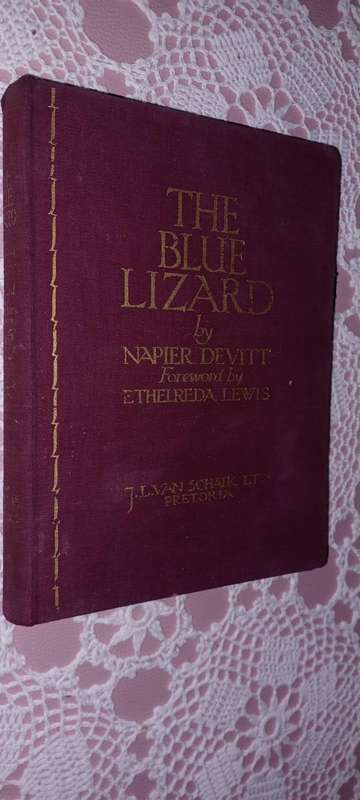 THE
BLUE
LIZARD
by
NAPIER DEVITT
Foreword by
ETHELREDA LEWIS
J.L.VAN SCHAIK LTD
PRETORIA